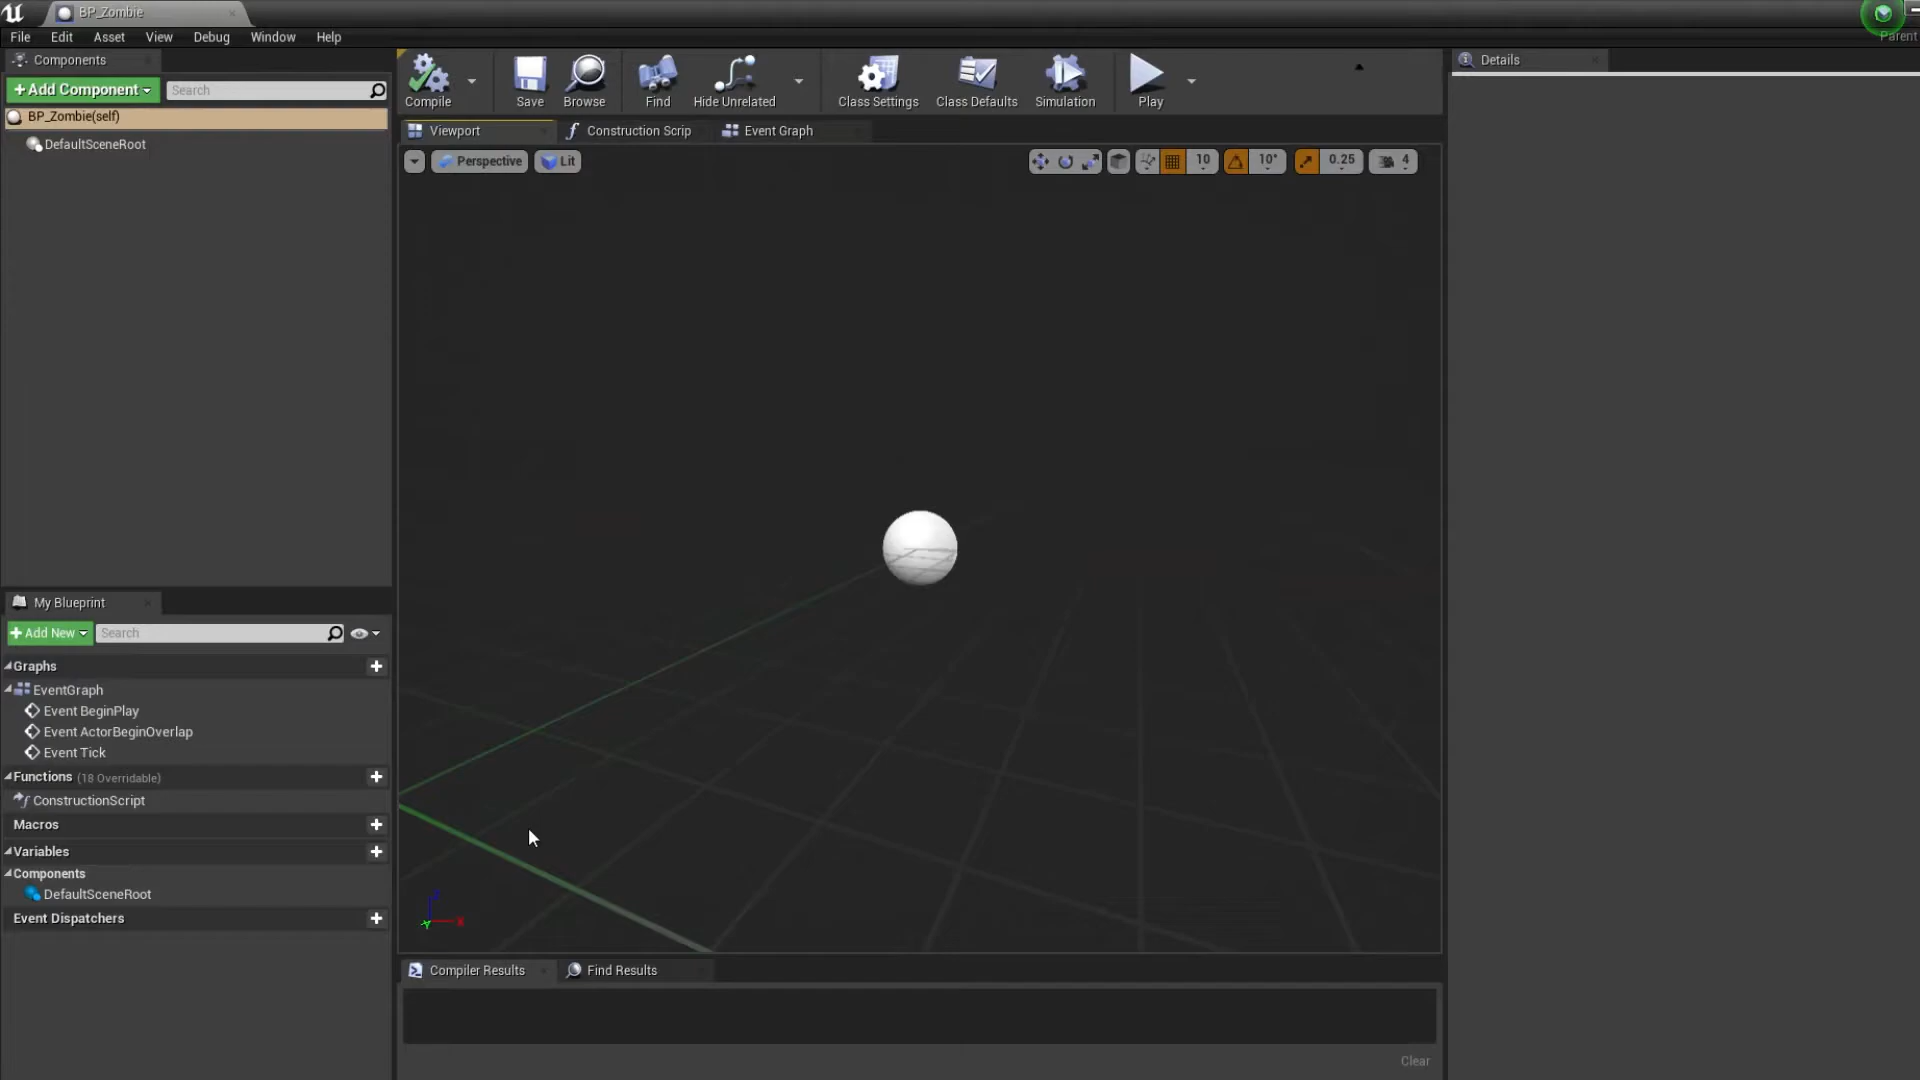 BP_Zombie
File Edit Asset View Debug Window Help
Parent
Components
+Add Component
Search
BP_Zombie(self)
DefaultSceneRoot
Compile
Save
Browse
Find
Hide Unrelated
Class Settings
Class Defaults
Simulation
Play
Details
Viewport
Construction Scrip
Event Graph
Perspective
Lit
10
10°
0.25
4
My Blueprint
+Add New
Search
Graphs
EventGraph
Event BeginPlay
Event ActorBeginOverlap
Event Tick
Functions (18 Overridable)
ConstructionScript
Macros
Variables
Components
DefaultSceneRoot
Event Dispatchers
Z
X
Y
Compiler Results
Find Results
Clear